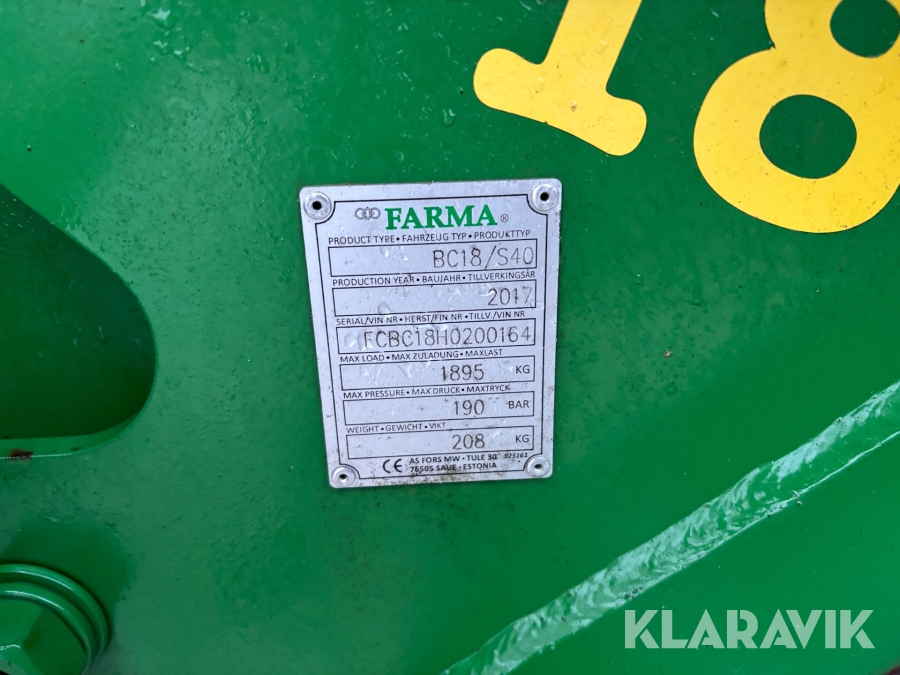 18
FARMA®
PRODUCT TYPE • FAHRZEUG TYP • PRODUKTTYP
BC18/S40
PRODUCTION YEAR • BAUJAHR • TILLVERKINGSÅR
2017
SERIAL/VIN NR • HERST/FIN NR • TILLV./VIN NR
FCBC18H0200164
MAX LOAD • MAX ZULADUNG • MAXLAST
1895 KG
MAX PRESSURE • MAX DRUCK • MAXTRYCK
190 BAR
WEIGHT • GEWICHT • VIKT
208 KG
CE AS FORS MW • TULE 30 925161
76505 SAUE • ESTONIA
KLARAVIK